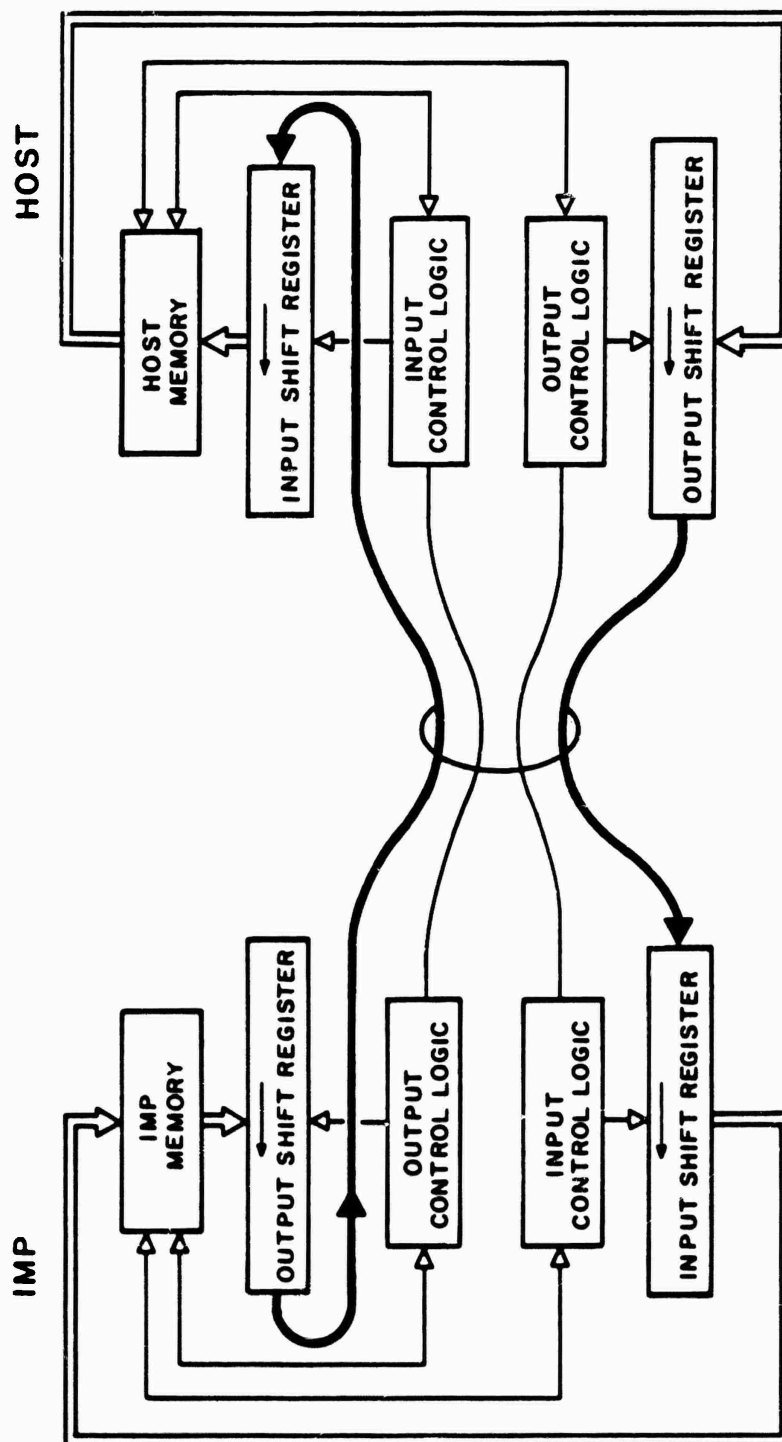 IMP
HOST
IMP
MEMORY
OUTPUT SHIFT REGISTER
OUTPUT
CONTROL LOGIC
INPUT
CONTROL LOGIC
INPUT SHIFT REGISTER
HOST
MEMORY
INPUT SHIFT REGISTER
INPUT
CONTROL LOGIC
OUTPUT
CONTROL LOGIC
OUTPUT SHIFT REGISTER